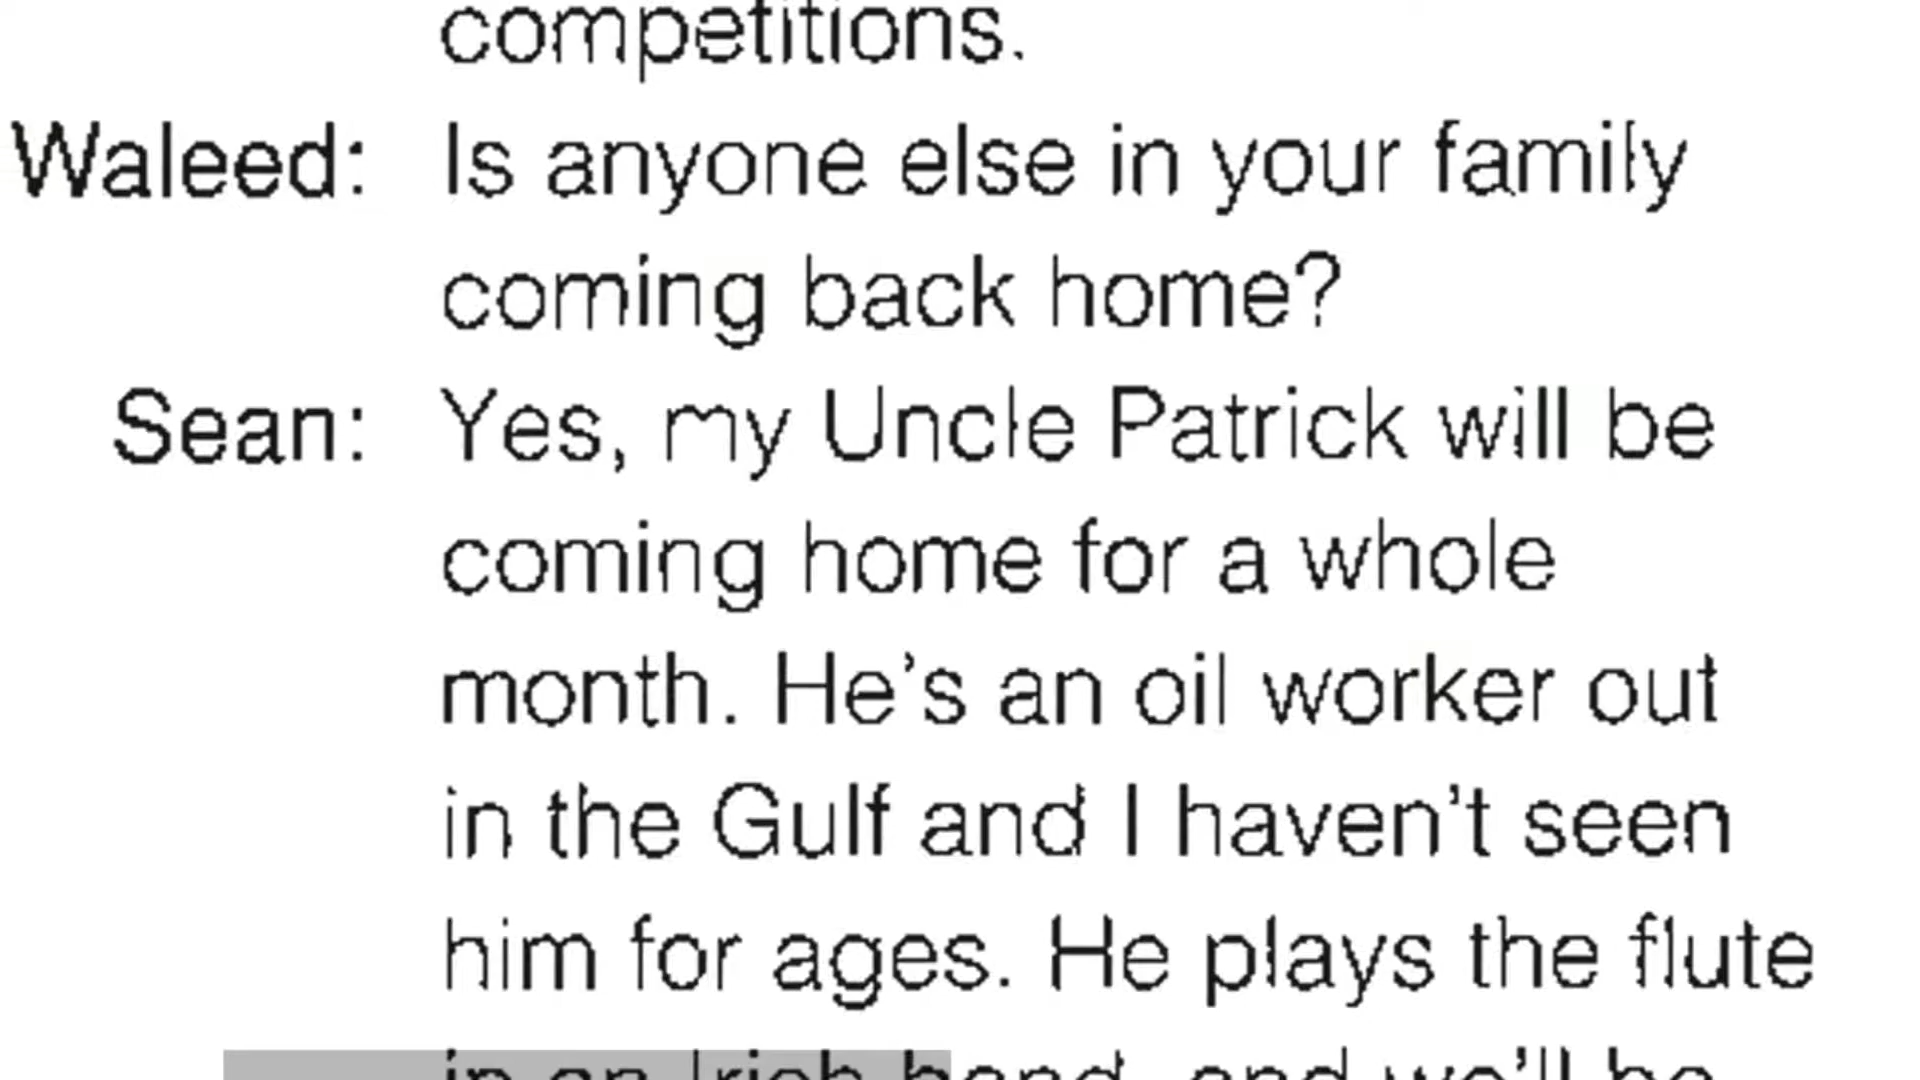 competitions.
Waleed: Is anyone else in your family
coming back home?
Sean: Yes, my Uncle Patrick will be
coming home for a whole
month. He's an oil worker out
in the Gulf and I haven't seen
him for ages. He plays the flute
in an Irish band, and we'll be